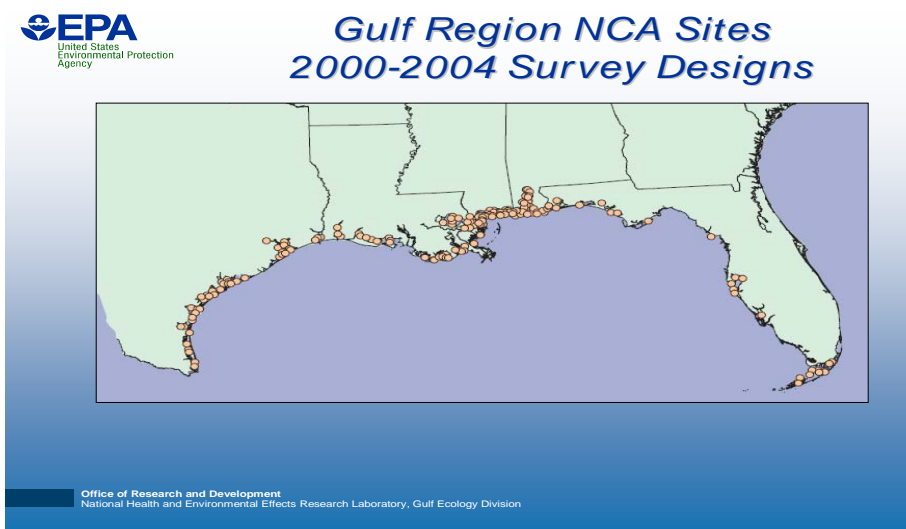 EPA
United States
Environmental Protection
Agency
Gulf Region NCA Sites
2000-2004 Survey Designs
Office of Research and Development
National Health and Environmental Effects Research Laboratory, Gulf Ecology Division